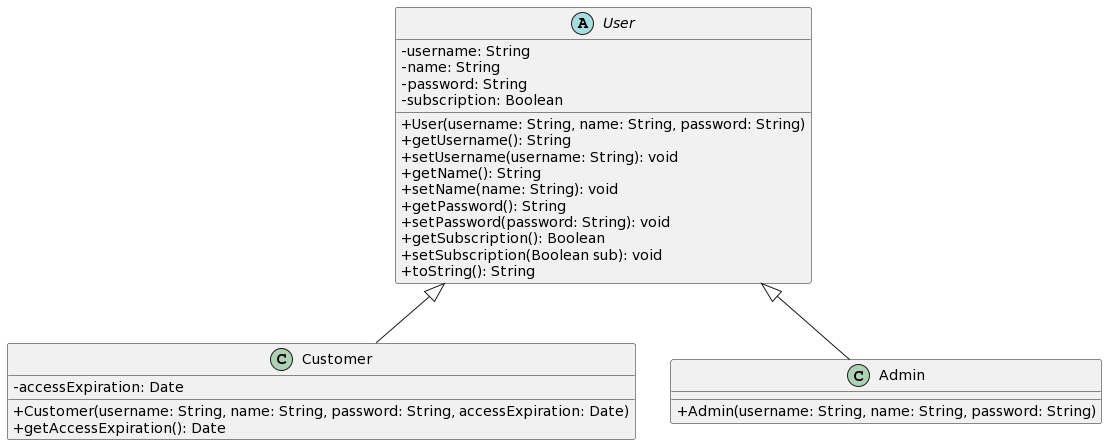 A User
-username: String
-name: String
-password: String
-subscription: Boolean
+User(username: String, name: String, password: String)
+getUsername(): String
+setUsername(username: String): void
+getName(): String
+setName(name: String): void
+getPassword(): String
+setPassword(password: String): void
+getSubscription(): Boolean
+setSubscription(Boolean sub): void
+toString(): String
C Customer
-accessExpiration: Date
+Customer(username: String, name: String, password: String, accessExpiration: Date)
+getAccessExpiration(): Date
C Admin
+Admin(username: String, name: String, password: String)